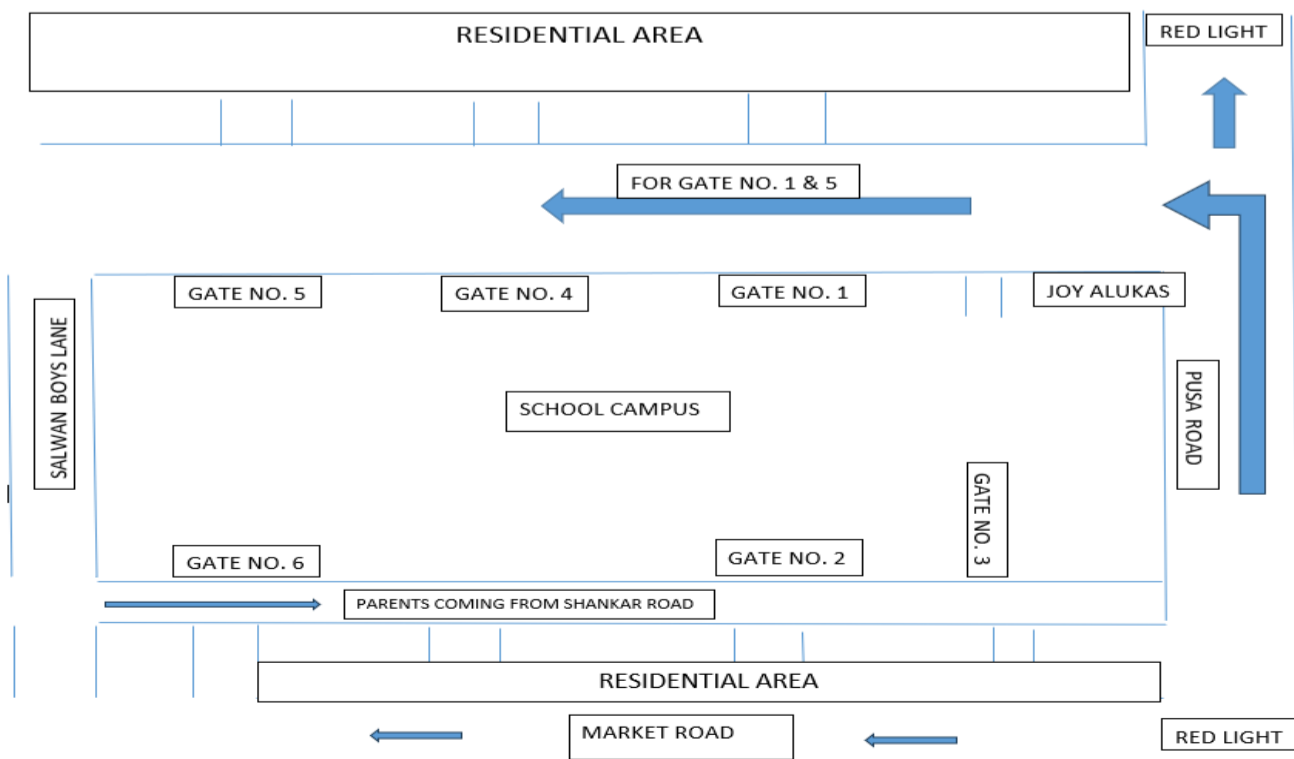 RESIDENTIAL AREA
RED LIGHT
FOR GATE NO. 1 & 5
GATE NO. 5
GATE NO. 4
GATE NO. 1
JOY ALUKAS
SALWAN BOYS LANE
SCHOOL CAMPUS
PUSA ROAD
GATE NO. 3
GATE NO. 6
GATE NO. 2
PARENTS COMING FROM SHANKAR ROAD
RESIDENTIAL AREA
MARKET ROAD
RED LIGHT